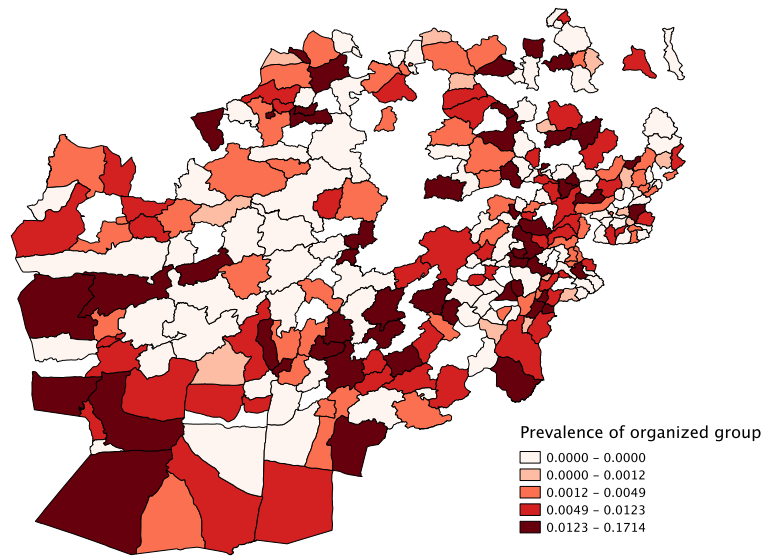 Prevalence of organized group
0.0000 – 0.0000
0.0000 – 0.0012
0.0012 – 0.0049
0.0049 – 0.0123
0.0123 – 0.1714